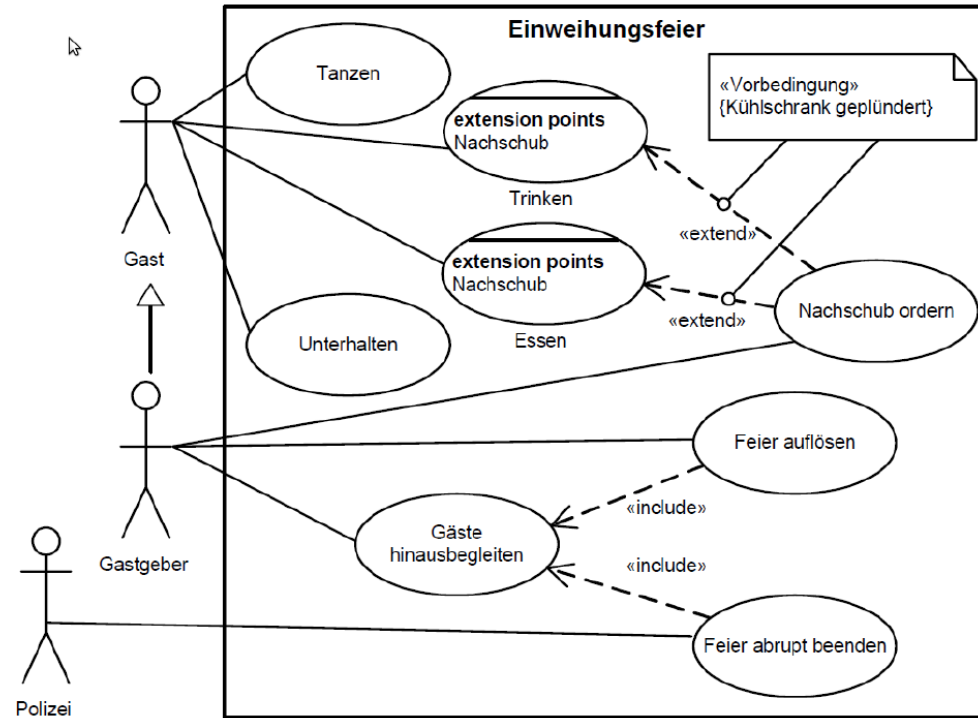 Einweihungsfeier
Tanzen
«Vorbedingung»
{Kühlschrank geplündert}
extension points
Nachschub
Trinken
«extend»
Gast
extension points
Nachschub
Essen
«extend»
Nachschub ordern
Unterhalten
Feier auflösen
«include»
Gäste
hinausbegleiten
Gastgeber
«include»
Feier abrupt beenden
Polizei